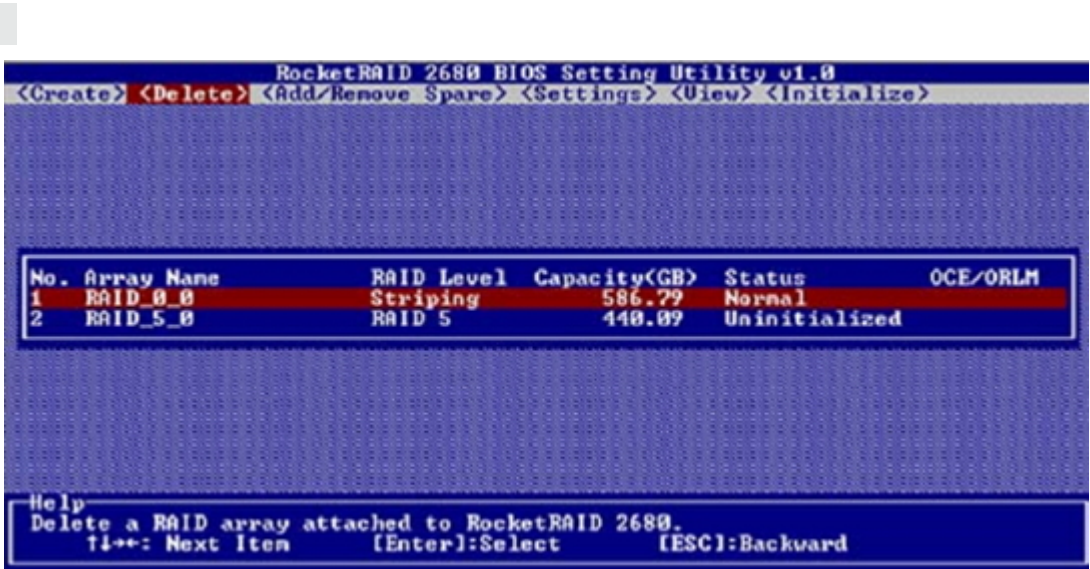 RocketRAID 2680 BIOS Setting Utility v1.0
<Create> <Delete> <Add/Remove Spare> <Settings> <View> <Initialize>
No. Array Name RAID Level Capacity(GB) Status OCE/ORLM
1 RAID_0_0 Striping 586.79 Normal
2 RAID_5_0 RAID 5 440.09 Uninitialized
Help
Delete a RAID array attached to RocketRAID 2680.
↑↓→←: Next Item [Enter]:Select [ESC]:Backward